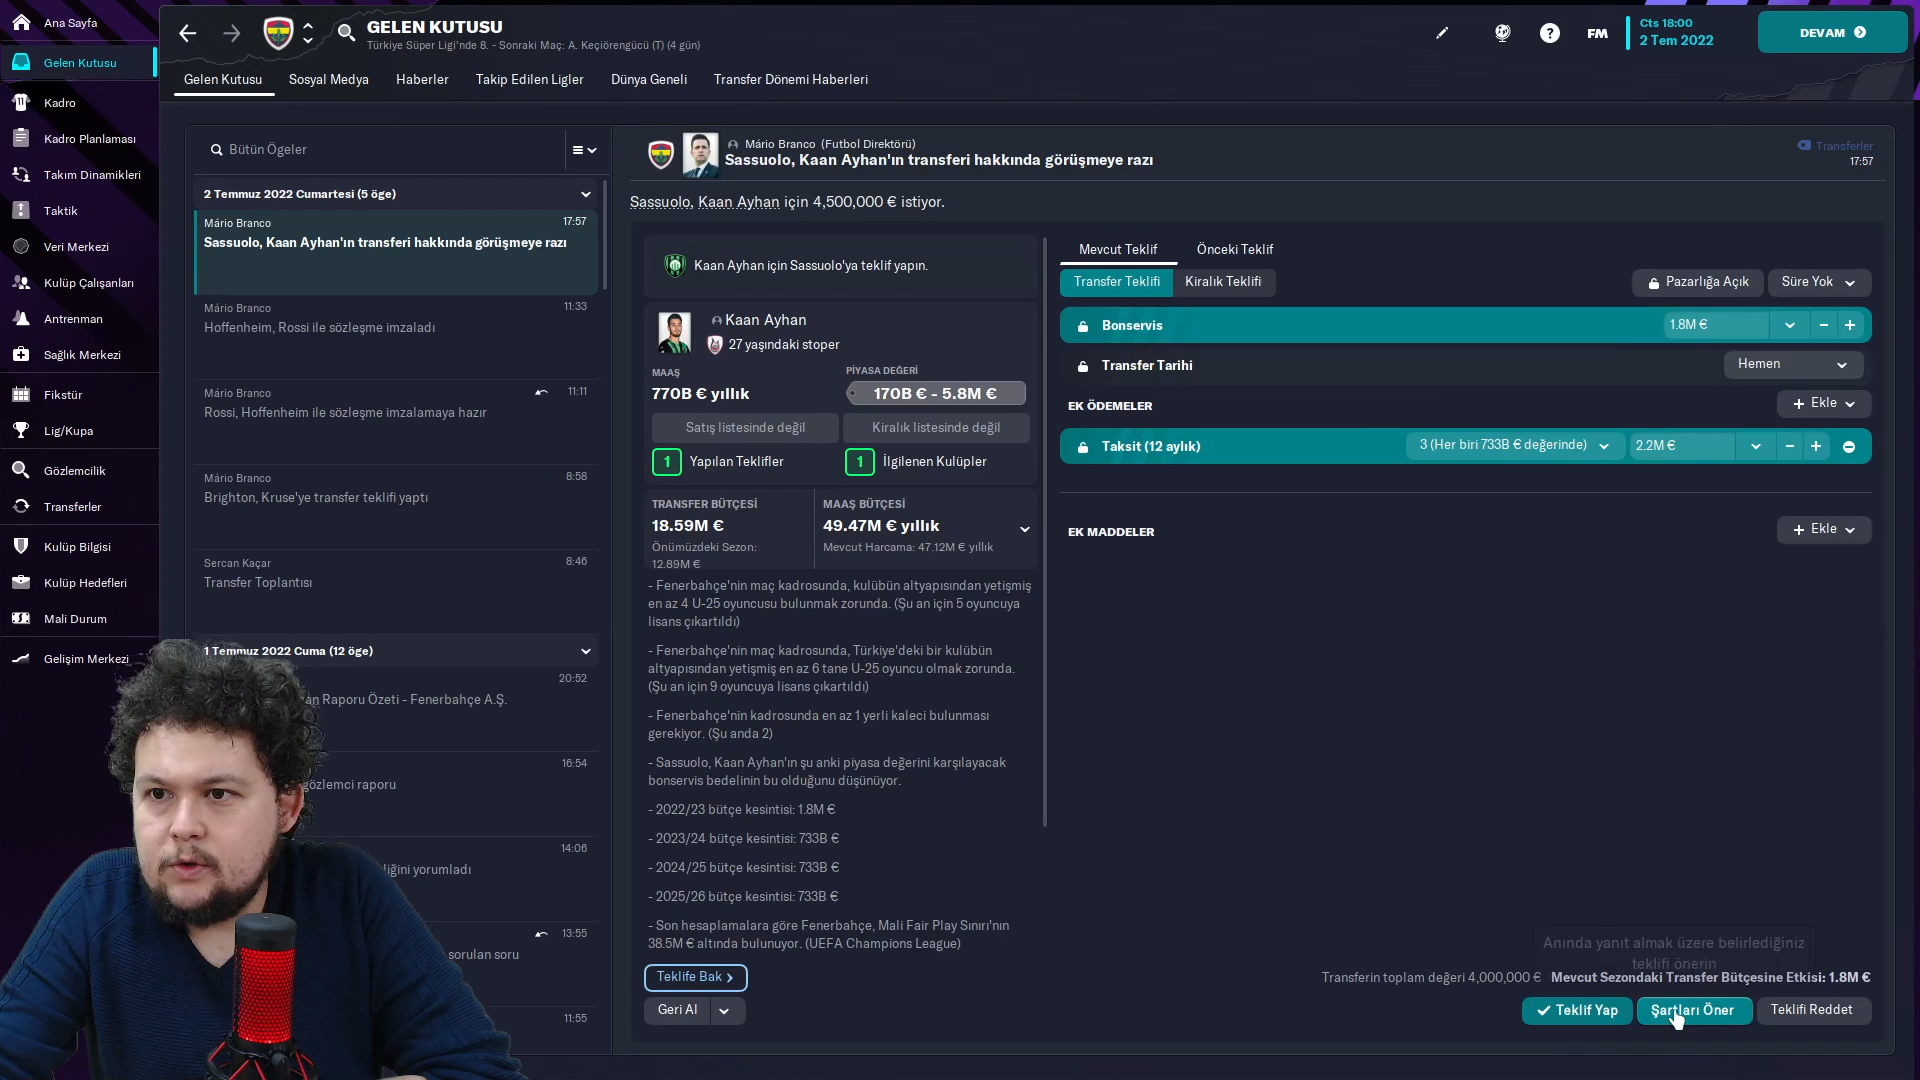 Ana Sayfa
Gelen Kutusu
Kadro
Kadro Planlaması
Takım Dinamikleri
Taktik
Veri Merkezi
Kulüp Çalışanları
Antrenman
Sağlık Merkezi
Fikstür
Lig/Kupa
Gözlemcilik
Transferler
Kulüp Bilgisi
Kulüp Hedefleri
Mali Durum
Gelişim Merkezi
GELEN KUTUSU
Türkiye Süper Ligi'nde 8. - Sonraki Maç: A. Keçiörengücü (T) (4 gün)
FM
Cts 18:00
2 Tem 2022
DEVAM
Gelen Kutusu Sosyal Medya Haberler Takip Edilen Ligler Dünya Geneli Transfer Dönemi Haberleri
Bütün Ögeler
2 Temmuz 2022 Cumartesi (5 öge)
Mário Branco 17:57
Sassuolo, Kaan Ayhan'ın transferi hakkında görüşmeye razı
Mário Branco 11:33
Hoffenheim, Rossi ile sözleşme imzaladı
Mário Branco 11:11
Rossi, Hoffenheim ile sözleşme imzalamaya hazır
Mário Branco 8:58
Brighton, Kruse'ye transfer teklifi yaptı
Sercan Kaçar 8:46
Transfer Toplantısı
1 Temmuz 2022 Cuma (12 öge)
20:52
Raporu Özeti - Fenerbahçe A.Ş.
16:54
gözlemci raporu
14:06
yorumladı
13:55
sorulan soru
11:55
Mário Branco (Futbol Direktörü)
Sassuolo, Kaan Ayhan'ın transferi hakkında görüşmeye razı
Transferler
17:57
Sassuolo, Kaan Ayhan için 4,500,000 € istiyor.
Kaan Ayhan için Sassuolo'ya teklif yapın.
Kaan Ayhan
27 yaşındaki stoper
MAAŞ PİYASA DEĞERİ
770B € yıllık 170B € - 5.8M €
Satış listesinde değil Kiralık listesinde değil
1 Yapılan Teklifler 1 İlgilenen Kulüpler
TRANSFER BÜTÇESİ MAAŞ BÜTÇESİ
18.59M € 49.47M € yıllık
Önümüzdeki Sezon: Mevcut Harcama: 47.12M € yıllık
12.89M €
- Fenerbahçe'nin maç kadrosunda, kulübün altyapısından yetişmiş
en az 4 U-25 oyuncusu bulunmak zorunda. (Şu an için 5 oyuncuya
lisans çıkartıldı)
- Fenerbahçe'nin maç kadrosunda, Türkiye'deki bir kulübün
altyapısından yetişmiş en az 6 tane U-25 oyuncu olmak zorunda.
(Şu an için 9 oyuncuya lisans çıkartıldı)
- Fenerbahçe'nin kadrosunda en az 1 yerli kaleci bulunması
gerekiyor. (Şu anda 2)
- Sassuolo, Kaan Ayhan'ın şu anki piyasa değerini karşılayacak
bonservis bedelinin bu olduğunu düşünüyor.
- 2022/23 bütçe kesintisi: 1.8M €
- 2023/24 bütçe kesintisi: 733B €
- 2024/25 bütçe kesintisi: 733B €
- 2025/26 bütçe kesintisi: 733B €
- Son hesaplamalara göre Fenerbahçe, Mali Fair Play Sınırı'nın
38.5M € altında bulunuyor. (UEFA Champions League)
Teklife Bak
Geri Al
Mevcut Teklif Önceki Teklif
Transfer Teklifi Kiralık Teklifi Pazarlığa Açık Süre Yok
Bonservis 1.8M €
Transfer Tarihi Hemen
EK ÖDEMELER Ekle
Taksit (12 aylık) 3 (Her biri 733B € değerinde) 2.2M €
EK MADDELER Ekle
Anında yanıt almak üzere belirlediğiniz
teklifi önerin
Transferin toplam değeri 4,000,000 € Mevcut Sezondaki Transfer Bütçesine Etkisi: 1.8M €
Teklif Yap Şartları Öner Teklifi Reddet